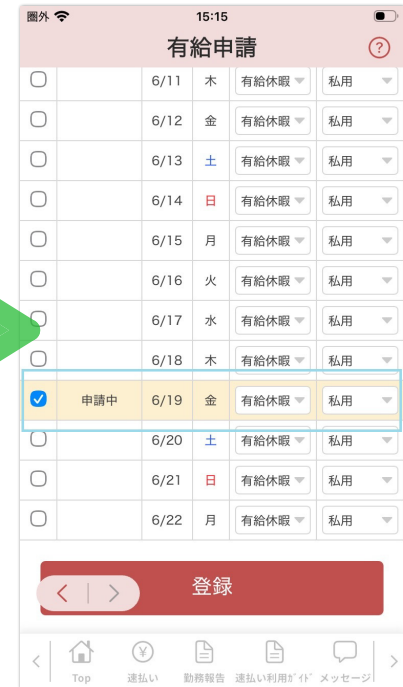 圏外 15:15
有給申請 ?
6/11 木 有給休暇 私用
6/12 金 有給休暇 私用
6/13 土 有給休暇 私用
6/14 日 有給休暇 私用
6/15 月 有給休暇 私用
6/16 火 有給休暇 私用
6/17 水 有給休暇 私用
6/18 木 有給休暇 私用
申請中 6/19 金 有給休暇 私用
6/20 土 有給休暇 私用
6/21 日 有給休暇 私用
6/22 月 有給休暇 私用
登録
Top 速払い 勤務報告 速払い利用ｶﾞｲﾄﾞ メッセージ